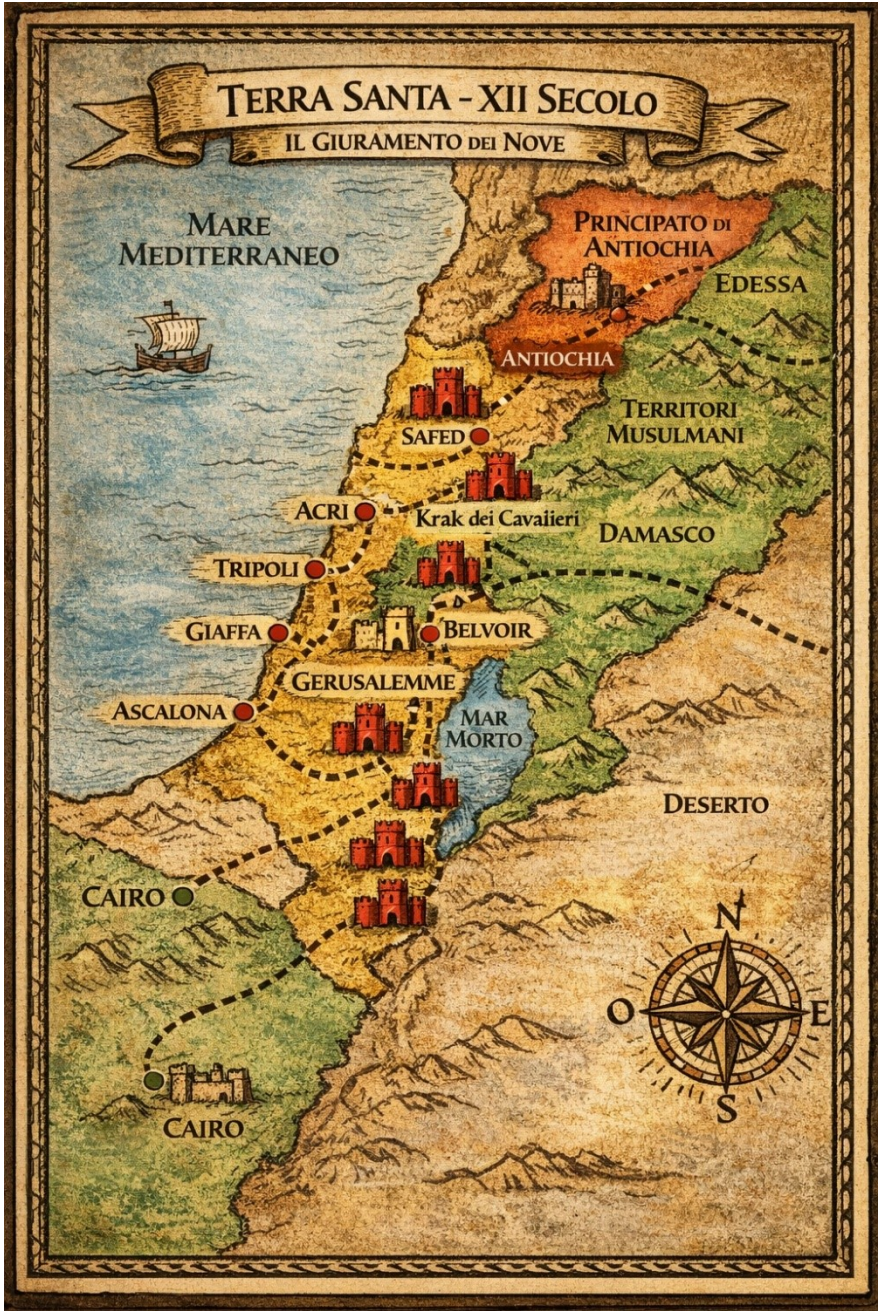 TERRA SANTA - XII SECOLO
IL GIURAMENTO DEI NOVE
MARE
MEDITERRANEO
PRINCIPATO DI
ANTIOCHIA
EDESSA
ANTIOCHIA
TERRITORI
MUSULMANI
SAFED
ACRI
Krak dei Cavaliieri
DAMASCO
TRIPOLI
GIAFFA
BELVOIR
GERUSALEMME
ASCALONA
MAR
MORTO
DESERTO
CAIRO
N
O
E
S
CAIRO